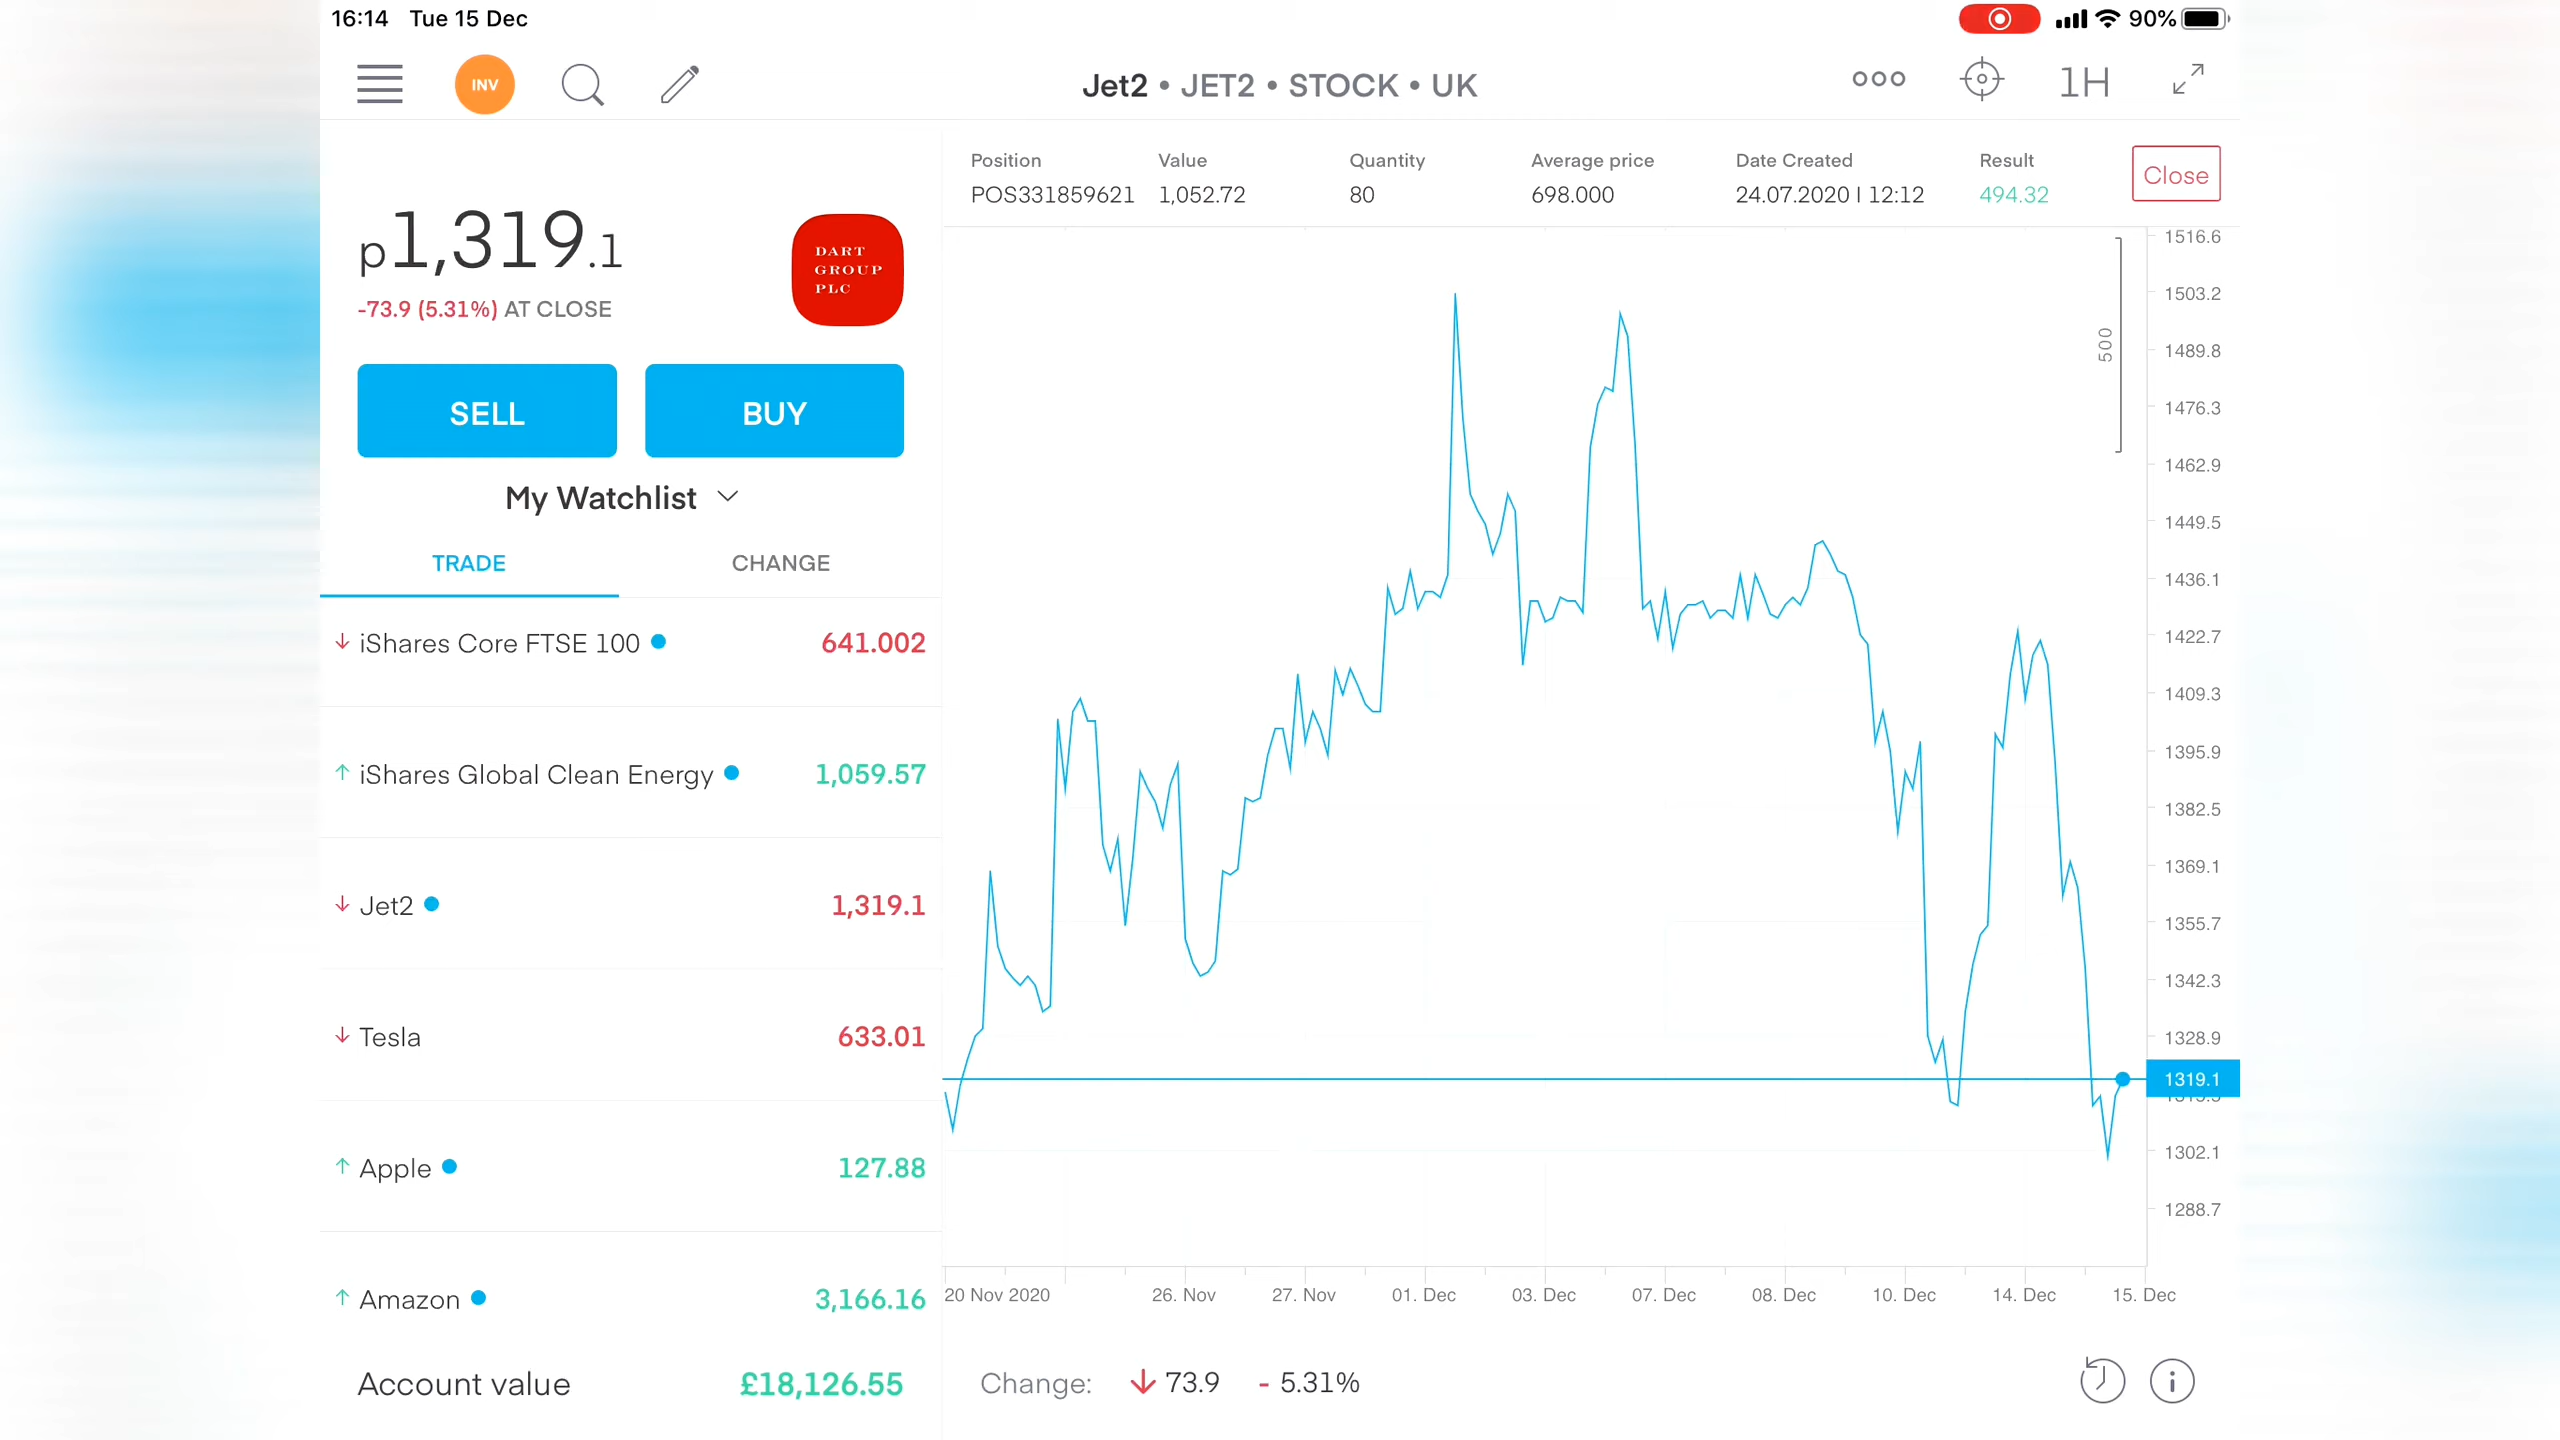 16:14 Tue 15 Dec
90%
INV
Jet2 • JET2 • STOCK • UK
1H
p1,319.1
-73.9 (5.31%) AT CLOSE
DART
GROUP
PLC
SELL
BUY
My Watchlist
TRADE
CHANGE
iShares Core FTSE 100
641.002
iShares Global Clean Energy
1,059.57
Jet2
1,319.1
Tesla
633.01
Apple
127.88
Amazon
3,166.16
Account value
£18,126.55
Position
Value
Quantity
Average price
Date Created
Result
POS331859621
1,052.72
80
698.000
24.07.2020 | 12:12
494.32
Close
500
1516.6
1503.2
1489.8
1476.3
1462.9
1449.5
1436.1
1422.7
1409.3
1395.9
1382.5
1369.1
1355.7
1342.3
1328.9
1319.1
1302.1
1288.7
20 Nov 2020
26. Nov
27. Nov
01. Dec
03. Dec
07. Dec
08. Dec
10. Dec
14. Dec
15. Dec
Change:
73.9
- 5.31%